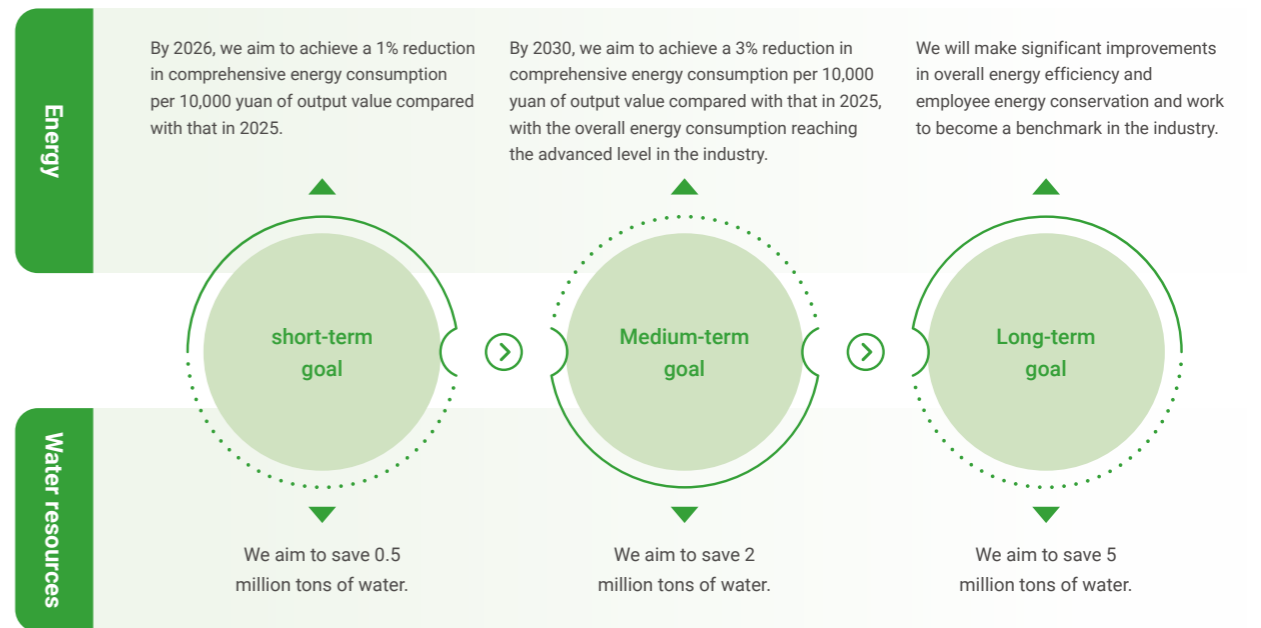 Energy
By 2026, we aim to achieve a 1% reduction
in comprehensive energy consumption
per 10,000 yuan of output value compared
with that in 2025.
By 2030, we aim to achieve a 3% reduction in
comprehensive energy consumption per 10,000
yuan of output value compared with that in 2025,
with the overall energy consumption reaching
the advanced level in the industry.
We will make significant improvements
in overall energy efficiency and
employee energy conservation and work
to become a benchmark in the industry.
short-term
goal
Medium-term
goal
Long-term
goal
Water resources
We aim to save 0.5
million tons of water.
We aim to save 2
million tons of water.
We aim to save 5
million tons of water.